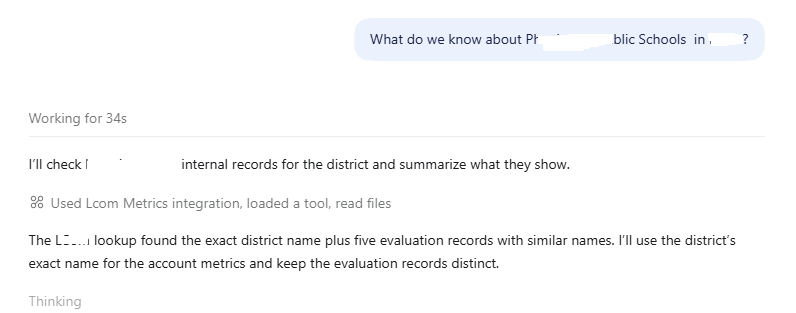 What do we know about Ph blic Schools in ?
Working for 34s
I'll check internal records for the district and summarize what they show.
Used Lcom Metrics integration, loaded a tool, read files
The L lookup found the exact district name plus five evaluation records with similar names. I'll use the district's
exact name for the account metrics and keep the evaluation records distinct.
Thinking